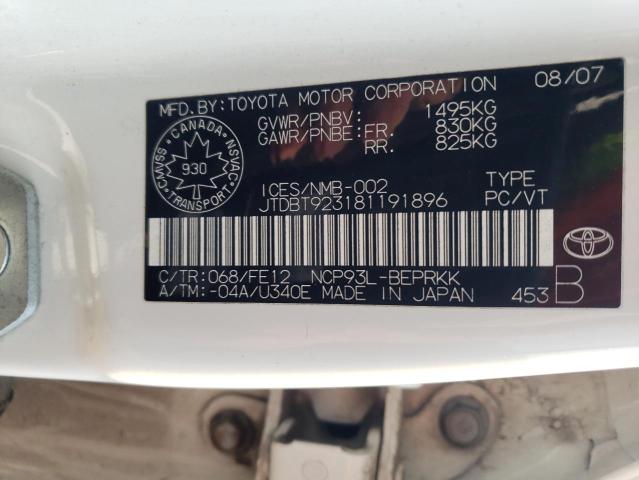 MFD.BY:TOYOTA MOTOR CORPORATION 08/07
GVWR/PNBV: 1495KG
GAWR/PNBE: FR: 830KG
RR: 825KG
CANADA
CMVSS NSVAC
930
ICES/NMB-002 TYPE
JTDBT923181191896 PC/VT
C/TR:068/FE12 NCP93L-BEPRKK
A/TM:-04A/U340E MADE IN JAPAN 453 B